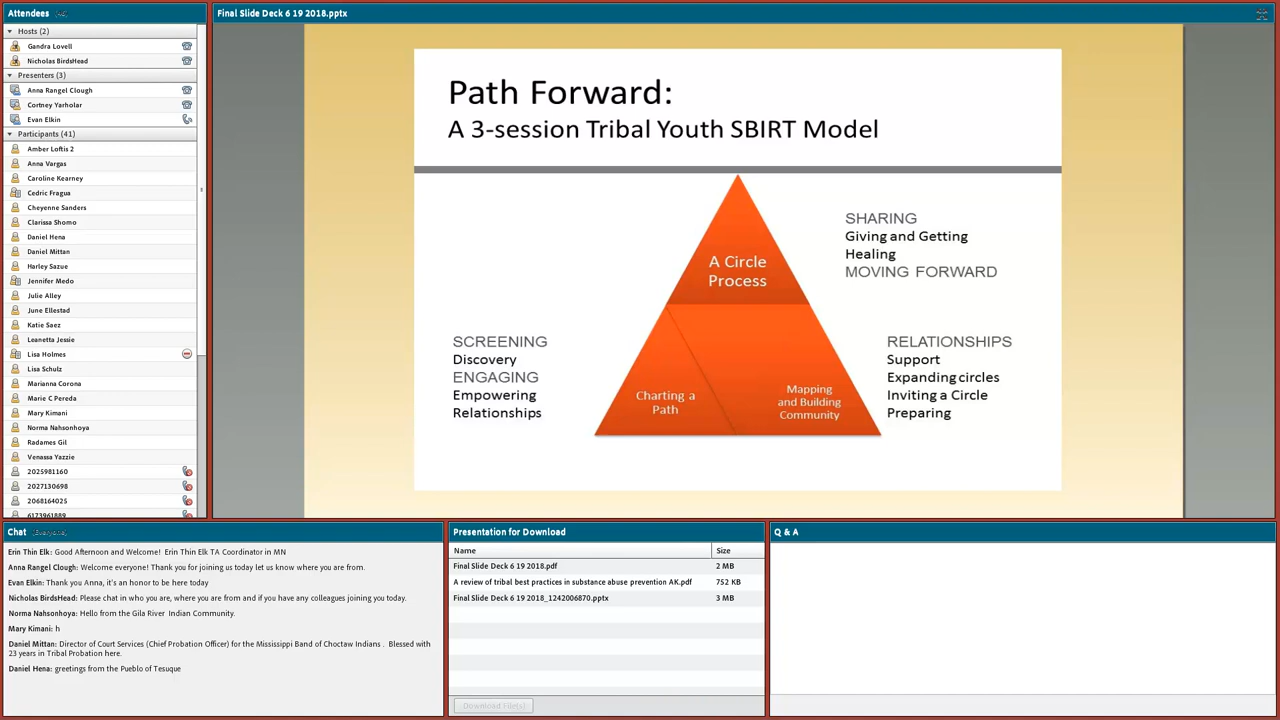 Attendees
Final Slide Deck 6 19 2018.pptx
Hosts (2)
Gandra Lovell
Nicholas BirdsHead
Presenters (3)
Anna Rangel Clough
Cortney Yarholar
Evan Elkin
Participants (41)
Amber Loftis 2
Anna Vargas
Caroline Kearney
Cedric Fragua
Cheyenne Sanders
Clarissa Shomo
Daniel Hena
Daniel Mittan
Harley Sazue
Jennifer Medo
Julie Alley
June Ellestad
Katie Saez
Leanetta Jessie
Lisa Holmes
Lisa Schulz
Marianna Corona
Marie C Pereda
Mary Kimani
Norma Nahsonhoya
Radames Gil
Venassa Yazzie
2025981160
2027130698
2068164025
6173961889
Path Forward:
A 3-session Tribal Youth SBIRT Model
A Circle
Process
SHARING
Giving and Getting
Healing
MOVING FORWARD
SCREENING
Discovery
ENGAGING
Empowering
Relationships
Charting a
Path
Mapping
and Building
Community
RELATIONSHIPS
Support
Expanding circles
Inviting a Circle
Preparing
Chat (Everyone)
Erin Thin Elk: Good Afternoon and Welcome! Erin Thin Elk TA Coordinator in MN
Anna Rangel Clough: Welcome everyone! Thank you for joining us today let us know where you are from.
Evan Elkin: Thank you Anna, it's an honor to be here today
Nicholas BirdsHead: Please chat in who you are, where you are from and if you have any colleagues joining you today.
Norma Nahsonhoya: Hello from the Gila River Indian Community.
Mary Kimani: h
Daniel Mittan: Director of Court Services (Chief Probation Officer) for the Mississippi Band of Choctaw Indians . Blessed with
23 years in Tribal Probation here.
Daniel Hena: greetings from the Pueblo of Tesuque
Presentation for Download
Name Size
Final Slide Deck 6 19 2018.pdf 2 MB
A review of tribal best practices in substance abuse prevention AK.pdf 752 KB
Final Slide Deck 6 19 2018_1242006870.pptx 3 MB
Download File(s)
Q & A